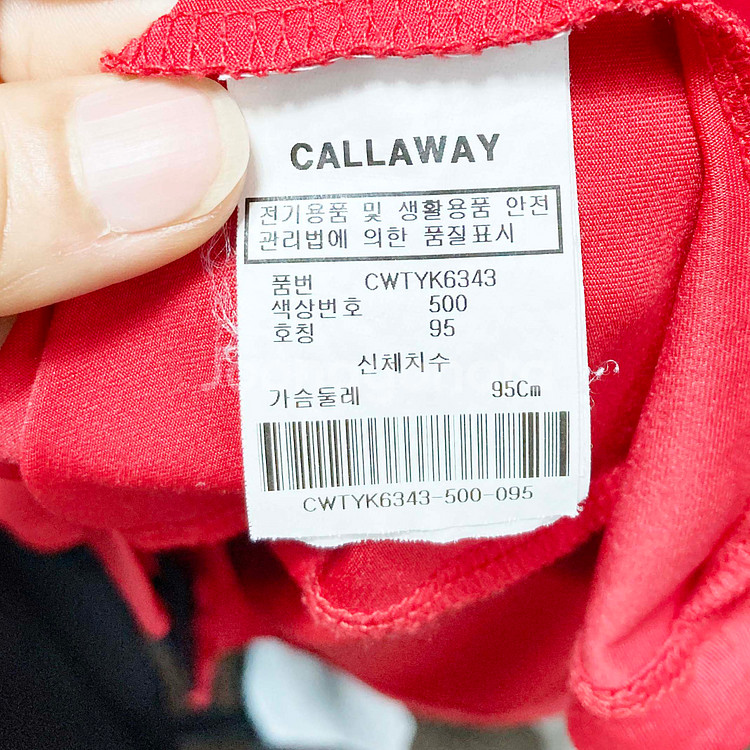 CALLAWAY
전기용품 및 생활용품 안전
관리법에 의한 품질표시
품번 CWTYK6343
색상번호 500
호칭 95
신체치수
가슴둘레 95Cm
CWTYK6343-500-095